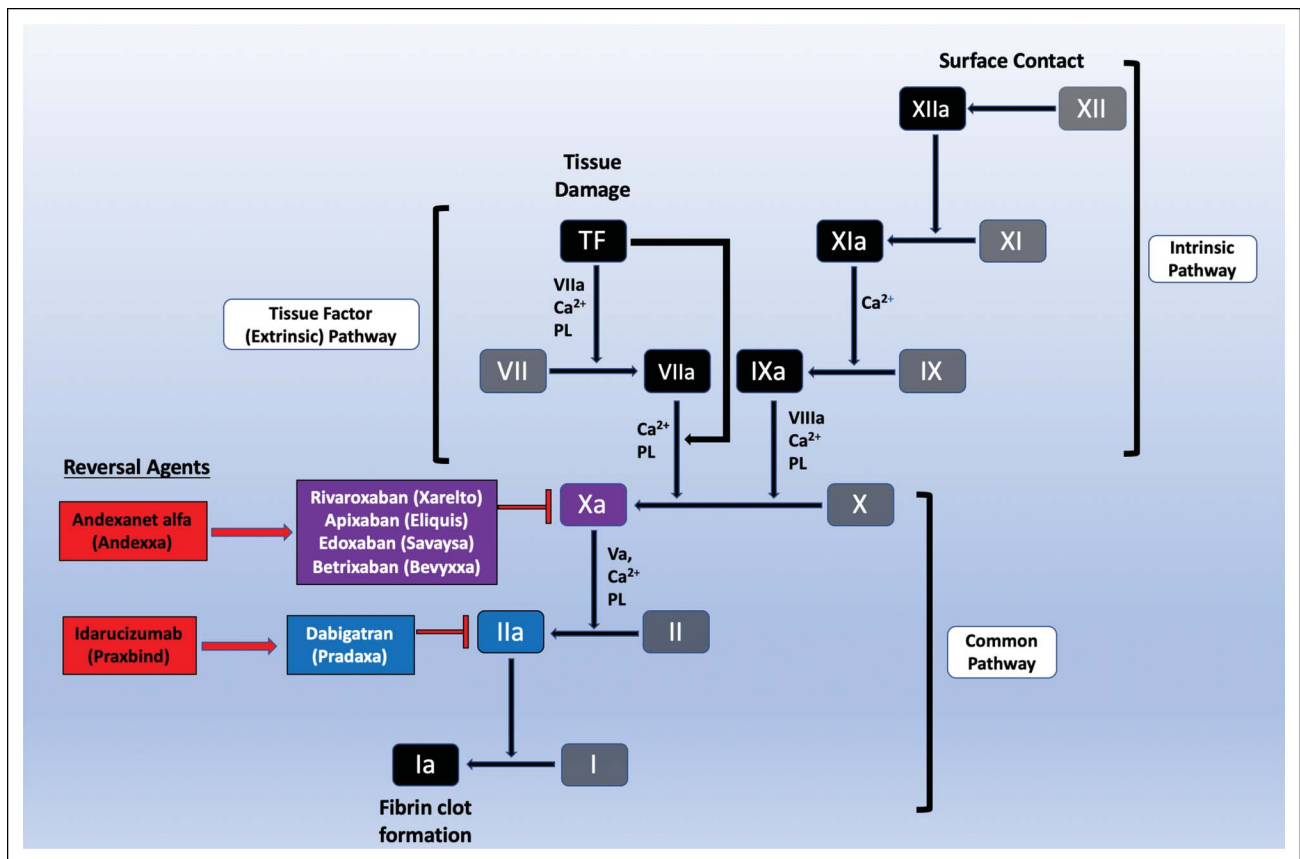 Surface Contact
XIIa
XII
Tissue
Damage
TF
XIa
XI
Intrinsic
Pathway
VIIa
Ca²⁺
PL
Ca²⁺
Tissue Factor
(Extrinsic) Pathway
VII
VIIa
IXa
IX
Ca²⁺
PL
VIIIa
Ca²⁺
PL
Reversal Agents
Andexanet alfa
(Andexxa)
Rivaroxaban (Xarelto)
Apixaban (Eliquis)
Edoxaban (Savaysa)
Betrixaban (Bevyxxa)
Xa
X
Va,
Ca²⁺
PL
Idarucizumab
(Praxbind)
Dabigatran
(Pradaxa)
IIa
II
Common
Pathway
Ia
I
Fibrin clot
formation